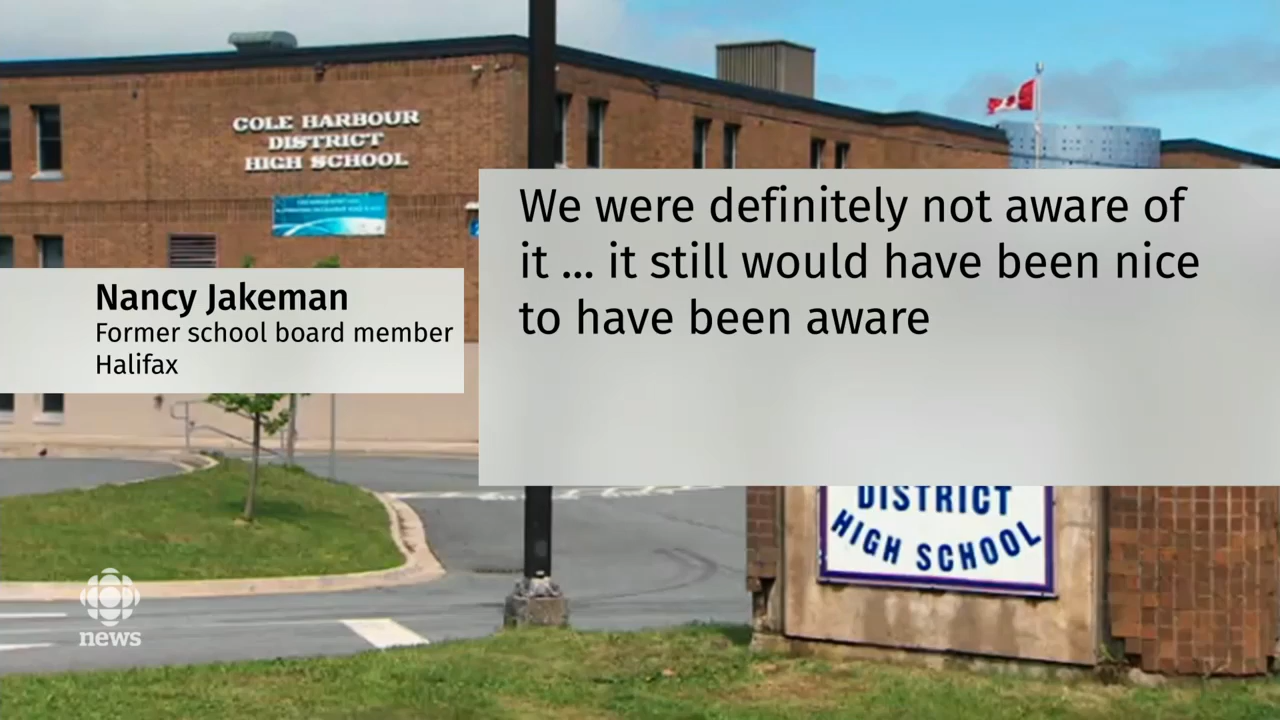 COLE HARBOUR
DISTRICT
HIGH SCHOOL
We were definitely not aware of
it ... it still would have been nice
to have been aware
Nancy Jakeman
Former school board member
Halifax
DISTRICT
HIGH SCHOOL
news